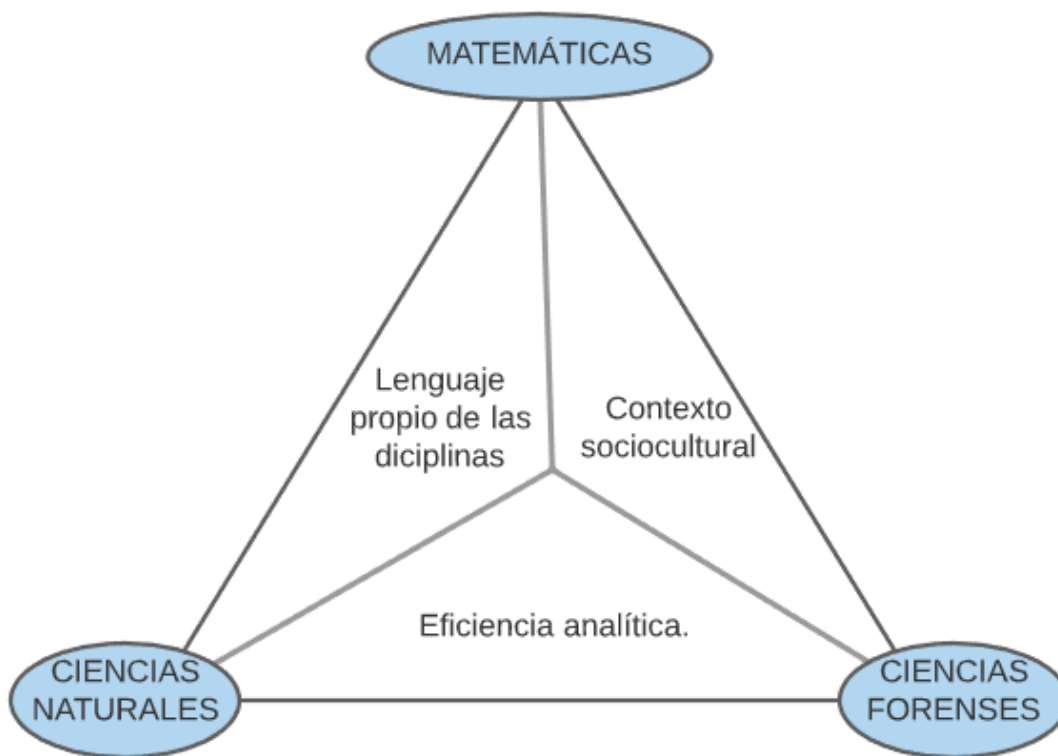 MATEMÁTICAS
Lenguaje
propio de las
diciplinas
Contexto
sociocultural
Eficiencia analítica.
CIENCIAS
NATURALES
CIENCIAS
FORENSES